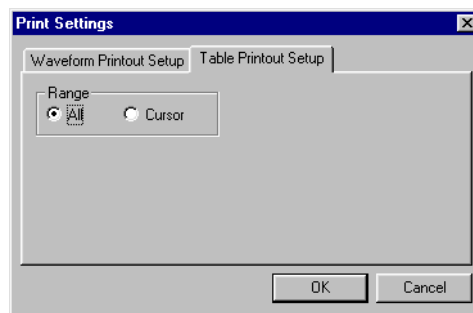 Print Settings
Waveform Printout Setup Table Printout Setup
Range
All Cursor
OK Cancel